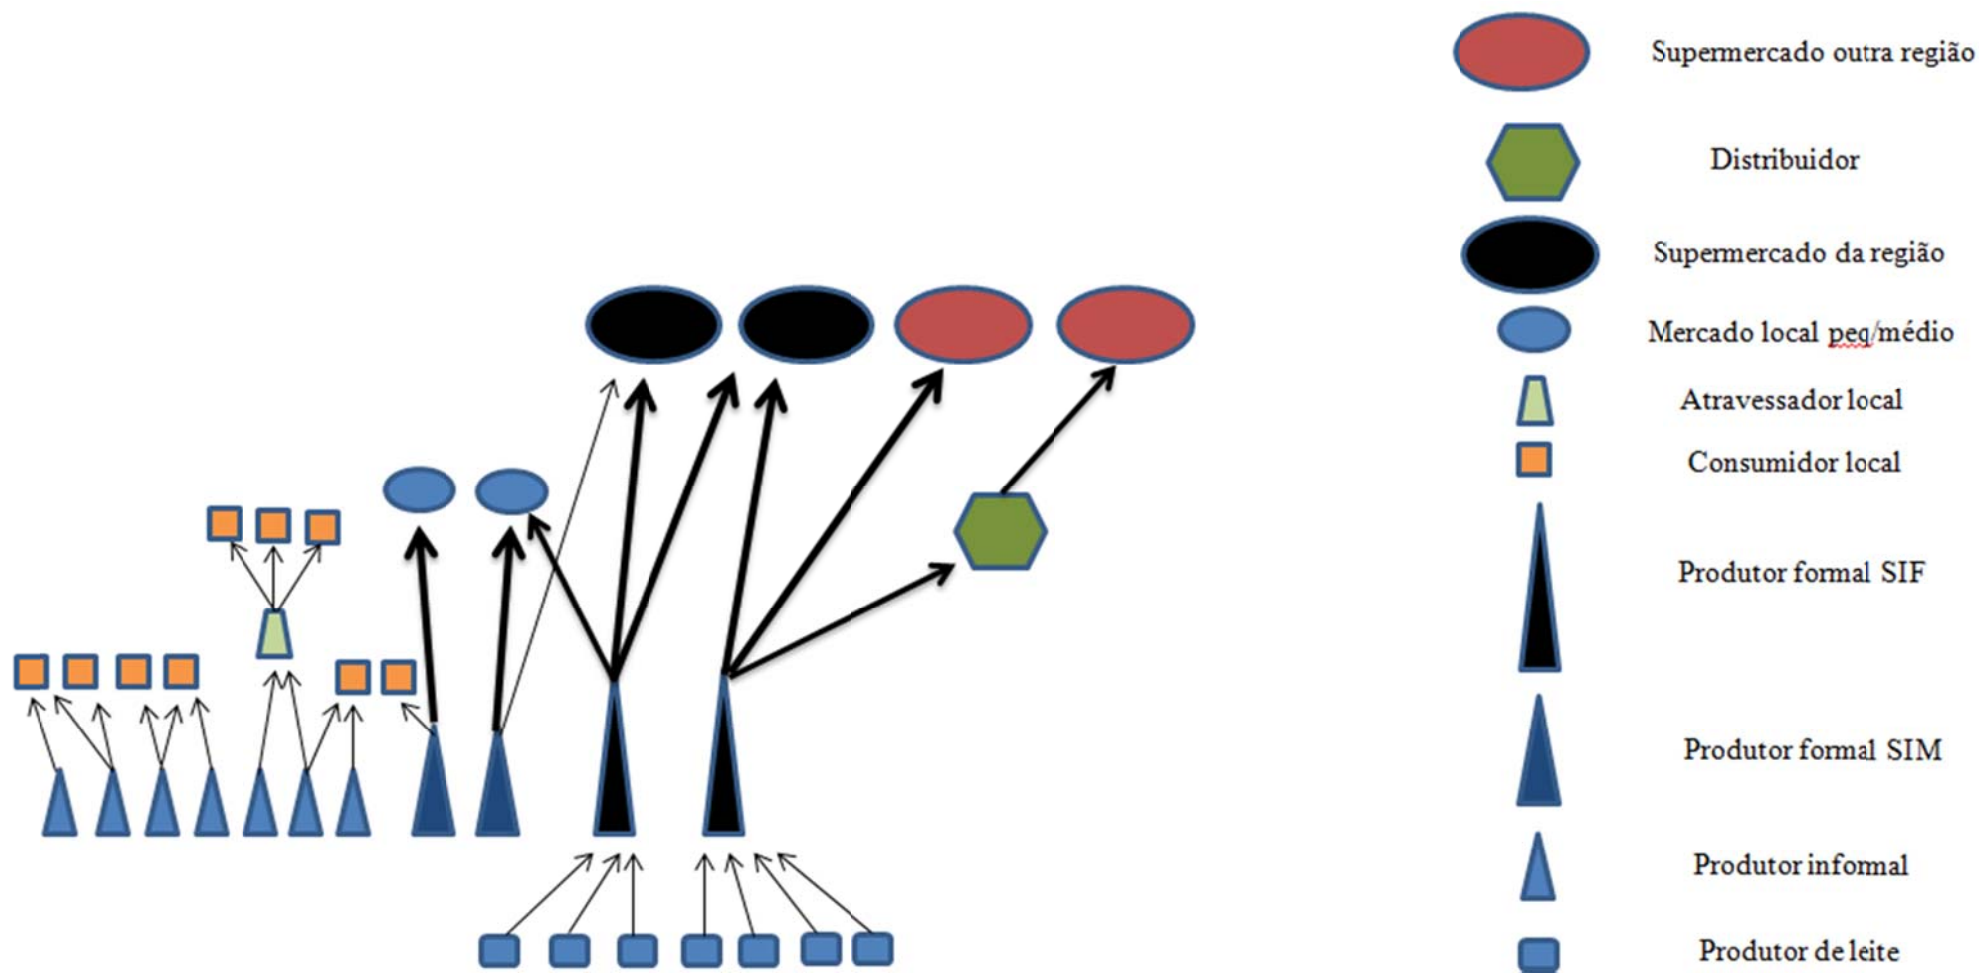 Supermercado outra região
Distribuidor
Supermercado da região
Mercado local peq/médio
Atravessador local
Consumidor local
Produtor formal SIF
Produtor formal SIM
Produtor informal
Produtor de leite